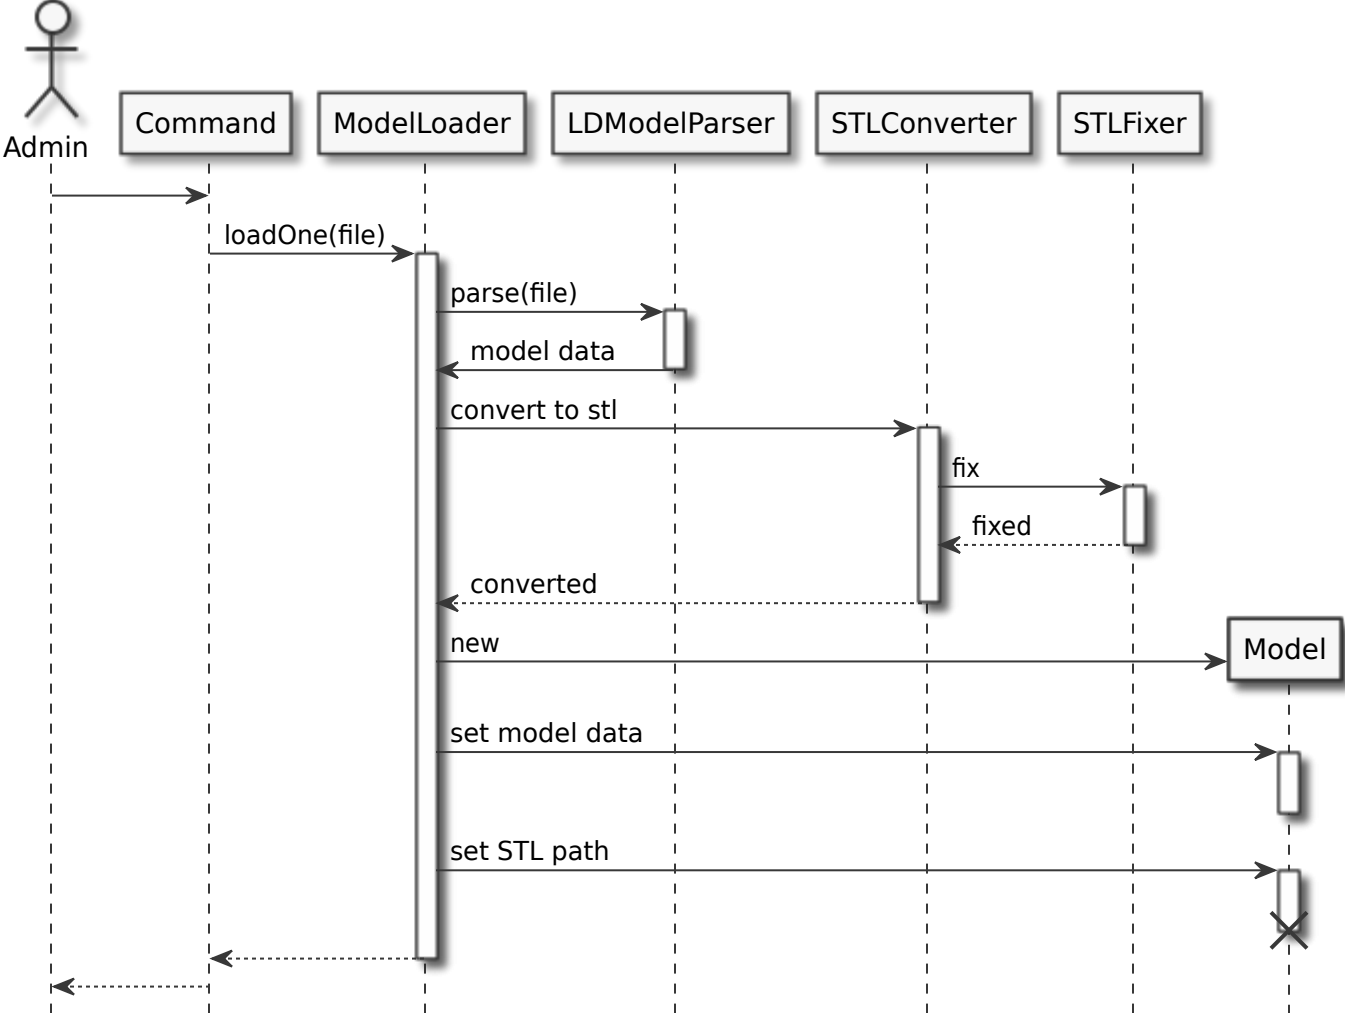 Admin
Command
ModelLoader
LDModelParser
STLConverter
STLFixer
loadOne(file)
parse(file)
model data
convert to stl
fix
fixed
converted
new
Model
set model data
set STL path